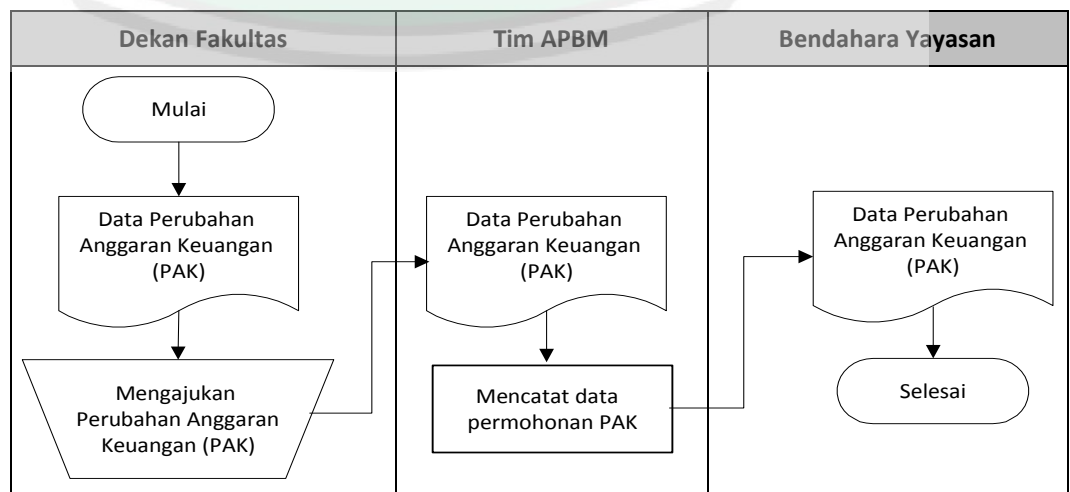 Dekan Fakultas
Tim APBM
Bendahara Yayasan
Mulai
Data Perubahan
Anggaran Keuangan
(PAK)
Mengajukan
Perubahan Anggaran
Keuangan (PAK)
Data Perubahan
Anggaran Keuangan
(PAK)
Mencatat data
permohonan PAK
Data Perubahan
Anggaran Keuangan
(PAK)
Selesai